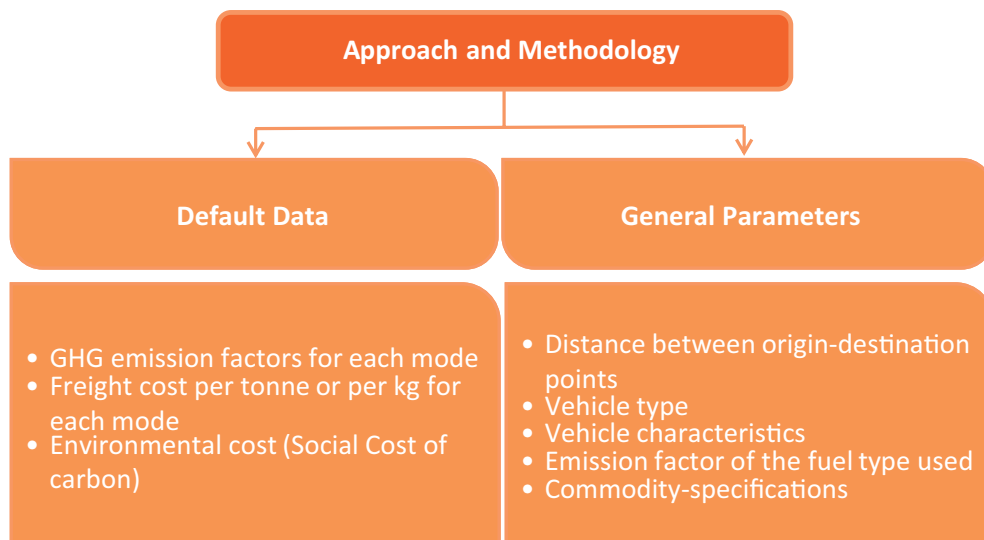 Approach and Methodology
Default Data
General Parameters
• GHG emission factors for each mode
• Freight cost per tonne or per kg for
each mode
• Environmental cost (Social Cost of
carbon)
• Distance between origin-destination
points
• Vehicle type
• Vehicle characteristics
• Emission factor of the fuel type used
• Commodity-specifications